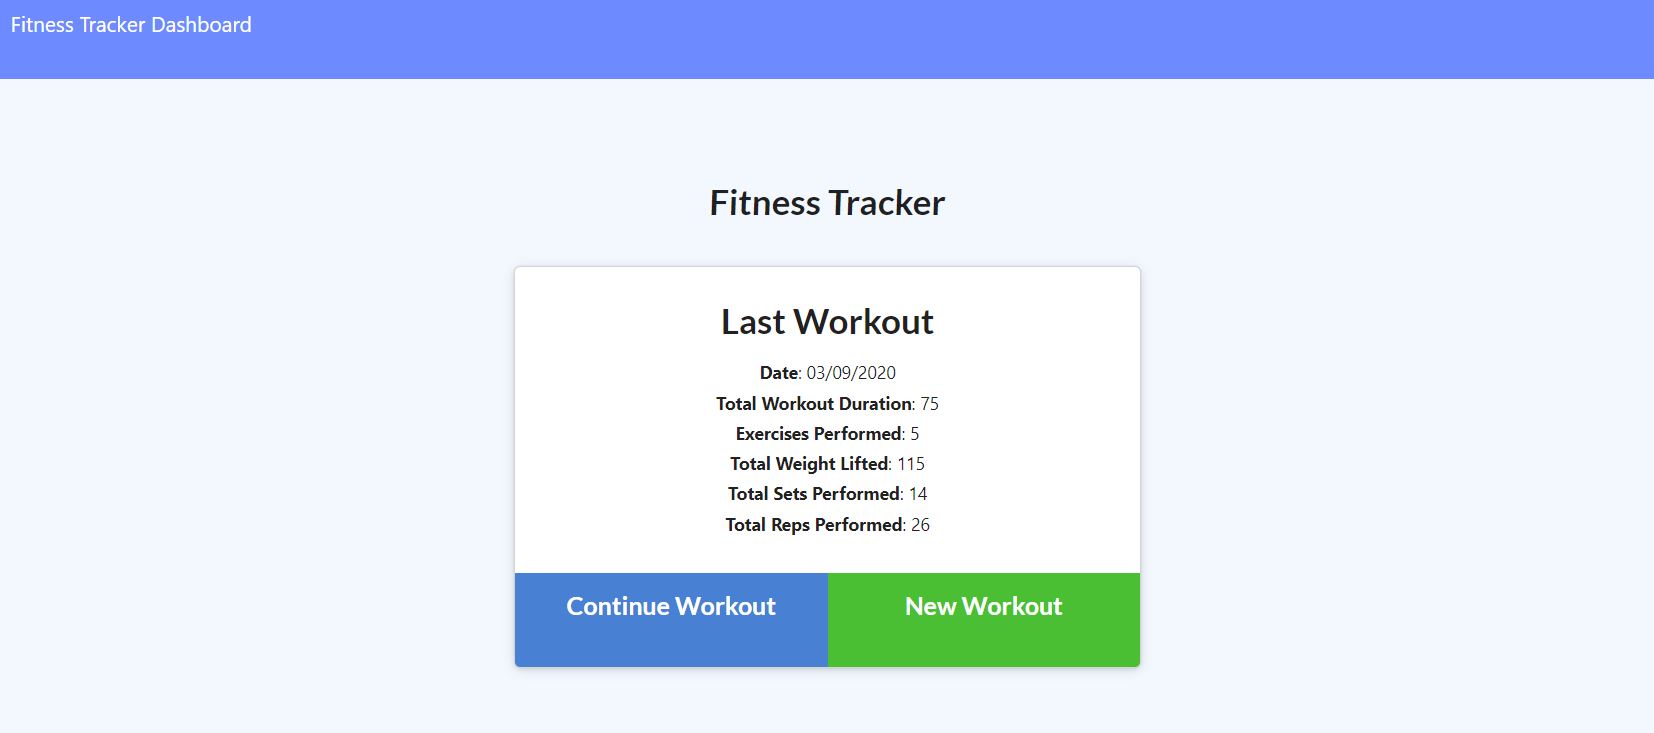 Fitness Tracker Dashboard
Fitness Tracker
Last Workout
Date: 03/09/2020
Total Workout Duration: 75
Exercises Performed: 5
Total Weight Lifted: 115
Total Sets Performed: 14
Total Reps Performed: 26
Continue Workout
New Workout